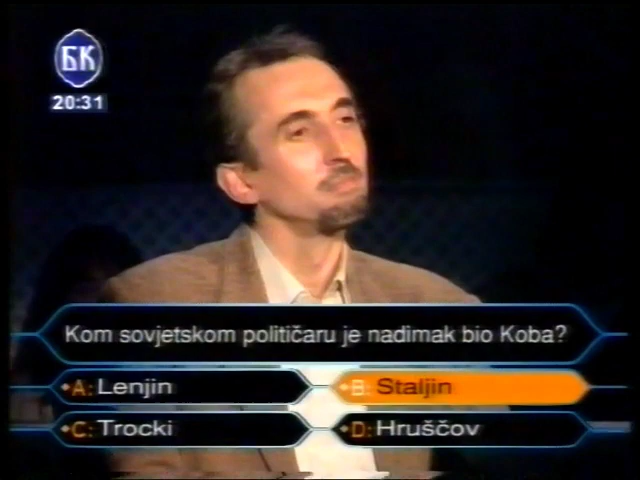 БК
20:31
Kom sovjetskom političaru je nadimak bio Koba?
A: Lenjin
B: Staljin
C: Trocki
D: Hruščov